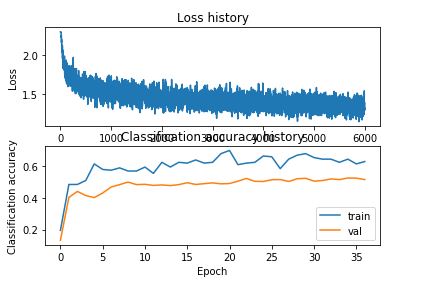 Loss history
Loss
2.0
1.5
0 1000 2000 3000 4000 5000 6000
Classification accuracy history
Classification accuracy
0.6
0.4
0.2
train
val
0 5 10 15 20 25 30 35
Epoch